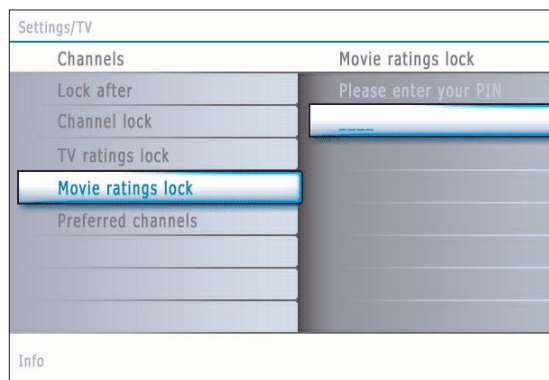 Settings/TV
Channels
Movie ratings lock
Lock after
Please enter your PIN
Channel lock
_ _ _ _
TV ratings lock
Movie ratings lock
Preferred channels
Info